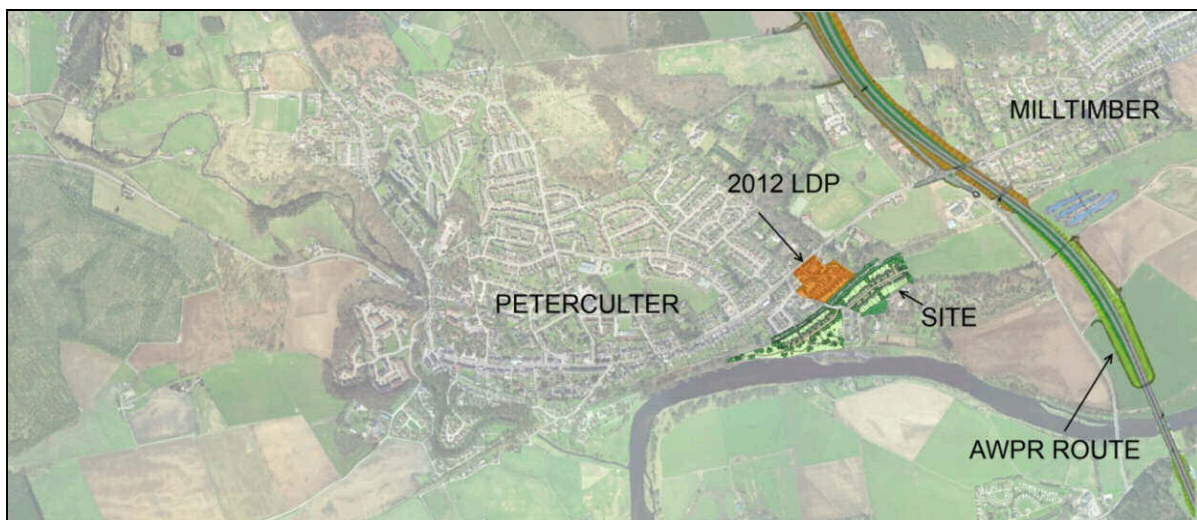 MILLTIMBER
2012 LDP
PETERCULTER
SITE
AWPR ROUTE